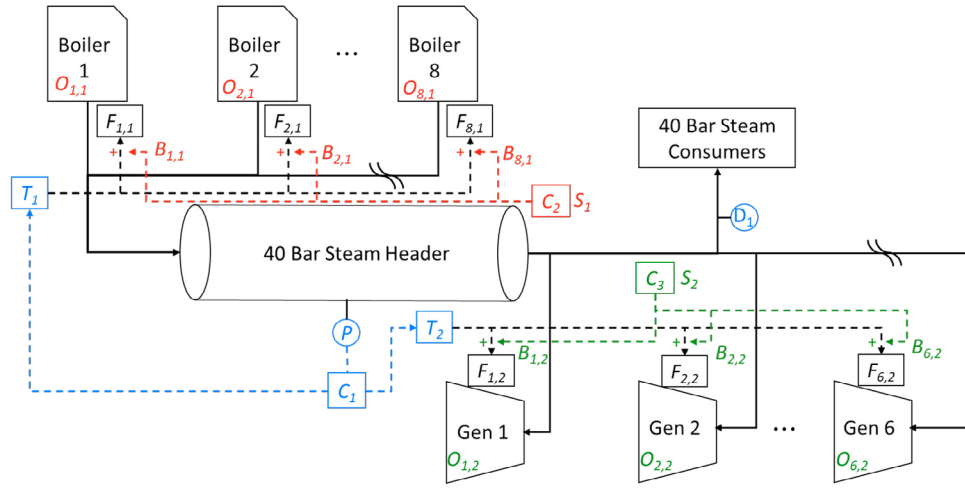 Boiler
1
O1,1
Boiler
2
O2,1
...
Boiler
8
O8,1
F1,1
F2,1
F8,1
+
B1,1
+
B2,1
+
B8,1
T1
C2
S1
40 Bar Steam
Consumers
D1
40 Bar Steam Header
P
C1
T2
C3
S2
+
B1,2
+
B2,2
+
B6,2
F1,2
F2,2
F6,2
Gen 1
O1,2
Gen 2
O2,2
...
Gen 6
O6,2